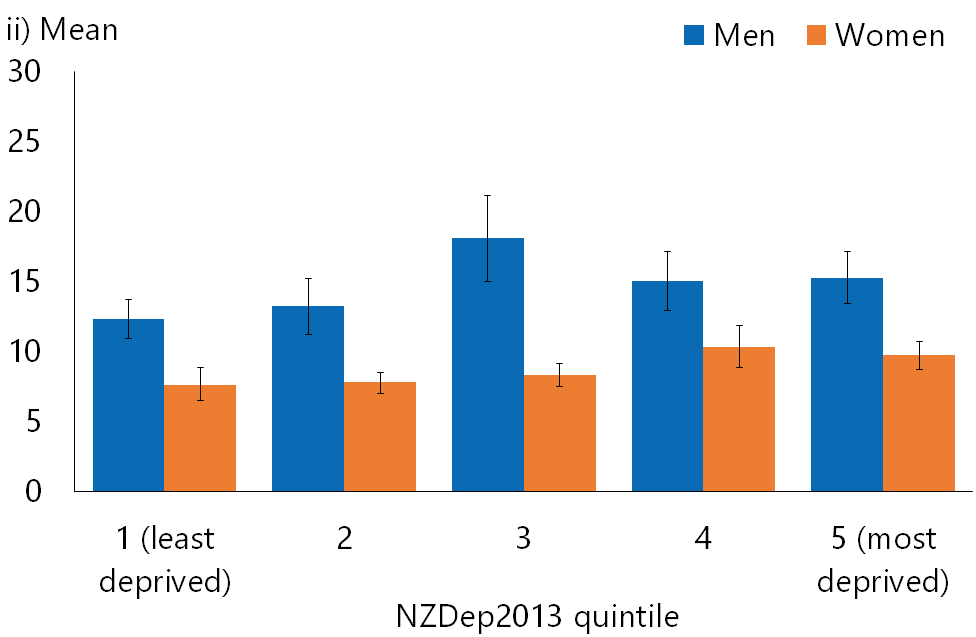 ii) Mean
Men Women
30
25
20
15
10
5
0
1 (least deprived)
2
3
4
5 (most deprived)
NZDep2013 quintile